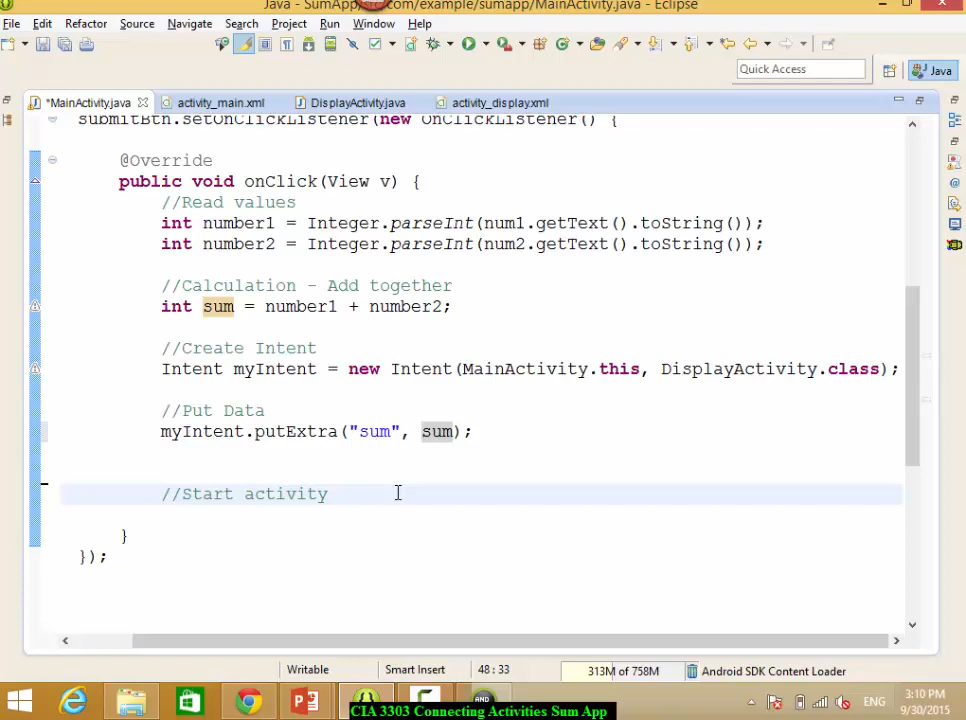 Java - SumApp/src/com/example/sumapp/MainActivity.java - Eclipse
File Edit Refactor Source Navigate Search Project Run Window Help
Quick Access
Java
*MainActivity.java activity_main.xml DisplayActivity.java activity_display.xml
submitBtn.setOnClickListener(new OnClickListener() {
@Override
public void onClick(View v) {
//Read values
int number1 = Integer.parseInt(num1.getText().toString());
int number2 = Integer.parseInt(num2.getText().toString());
//Calculation - Add together
int sum = number1 + number2;
//Create Intent
Intent myIntent = new Intent(MainActivity.this, DisplayActivity.class);
//Put Data
myIntent.putExtra("sum", sum);
//Start activity
}
});
Writable Smart Insert 48 : 33 313M of 758M Android SDK Content Loader
ENG
3:10 PM
9/30/2015
CIA 3303 Connecting Activities Sum App